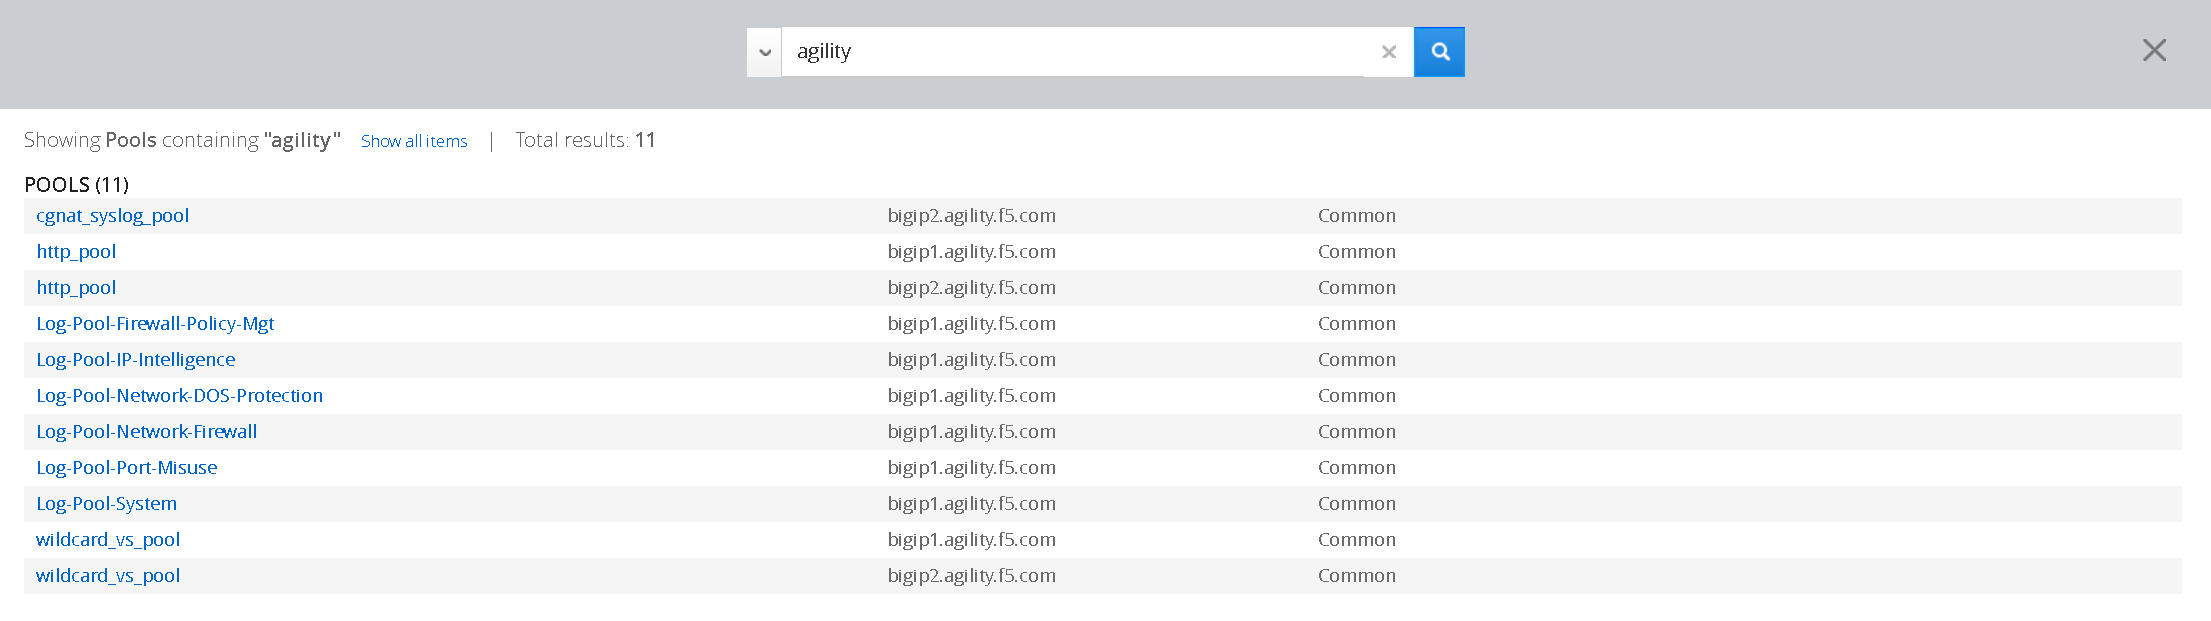 agility
Showing Pools containing "agility" Show all items | Total results: 11
POOLS (11)
cgnat_syslog_pool bigip2.agility.f5.com Common
http_pool bigip1.agility.f5.com Common
http_pool bigip2.agility.f5.com Common
Log-Pool-Firewall-Policy-Mgt bigip1.agility.f5.com Common
Log-Pool-IP-Intelligence bigip1.agility.f5.com Common
Log-Pool-Network-DOS-Protection bigip1.agility.f5.com Common
Log-Pool-Network-Firewall bigip1.agility.f5.com Common
Log-Pool-Port-Misuse bigip1.agility.f5.com Common
Log-Pool-System bigip1.agility.f5.com Common
wildcard_vs_pool bigip1.agility.f5.com Common
wildcard_vs_pool bigip2.agility.f5.com Common